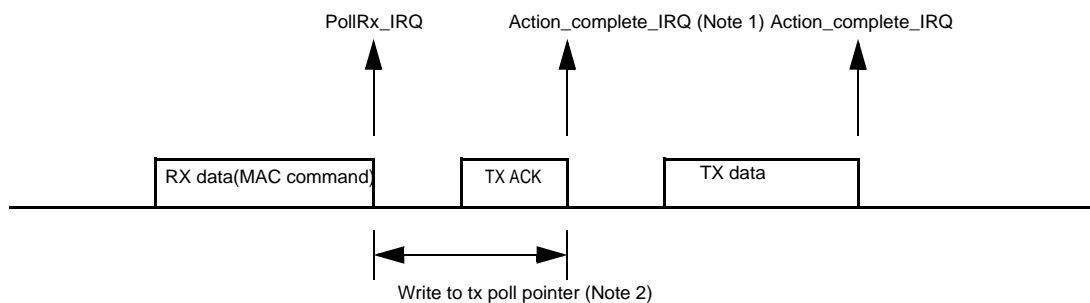 PollRx_IRQ Action_complete_IRQ (Note 1) Action_complete_IRQ
RX data(MAC command) TX ACK TX data
Write to tx poll pointer (Note 2)